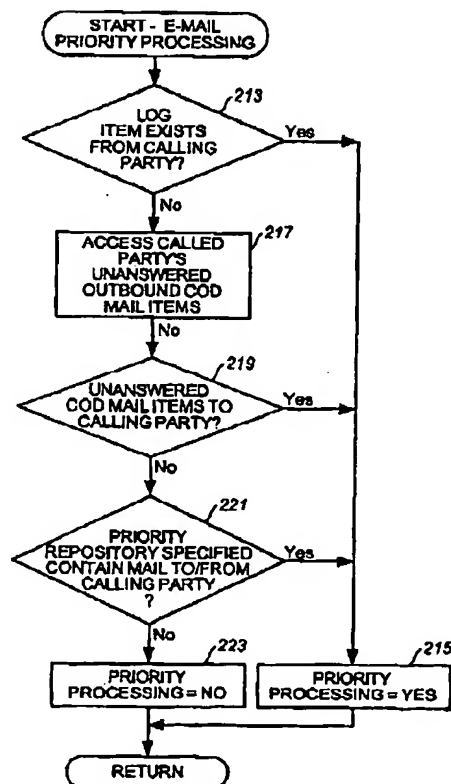 START - E-MAIL
PRIORITY PROCESSING
213
LOG
ITEM EXISTS
FROM CALLING
PARTY?
Yes
No
217
ACCESS CALLED
PARTY'S
UNANSWERED
OUTBOUND COD
MAIL ITEMS
No
219
UNANSWERED
COD MAIL ITEMS TO
CALLING PARTY?
Yes
No
221
PRIORITY
REPOSITORY SPECIFIED
CONTAIN MAIL TO/FROM
CALLING PARTY
?
Yes
No
223
PRIORITY
PROCESSING = NO
215
PRIORITY
PROCESSING = YES
RETURN